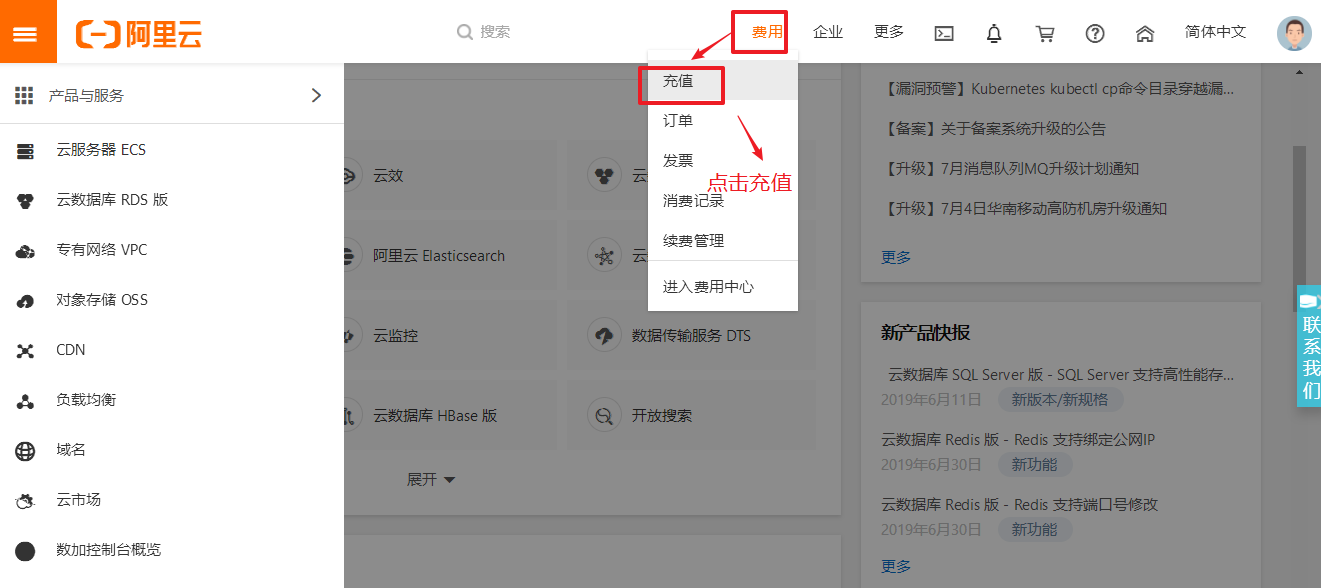 阿里云
搜索
费用
企业
更多
简体中文
产品与服务
云服务器 ECS
云数据库 RDS 版
专有网络 VPC
对象存储 OSS
CDN
负载均衡
域名
云市场
数加控制台概览
云效
阿里云 Elasticsearch
云监控
数据传输服务 DTS
云数据库 HBase 版
开放搜索
展开
充值
订单
发票
点击充值
消费记录
续费管理
进入费用中心
【漏洞预警】Kubernetes kubectl cp命令目录穿越漏...
【备案】关于备案系统升级的公告
【升级】7月消息队列MQ升级计划通知
【升级】7月4日华南移动高防机房升级通知
更多
新产品快报
云数据库 SQL Server 版 - SQL Server 支持高性能存...
2019年6月11日 新版本/新规格
云数据库 Redis 版 - Redis 支持绑定公网IP
2019年6月30日 新功能
云数据库 Redis 版 - Redis 支持端口号修改
2019年6月30日 新功能
更多
联系我们